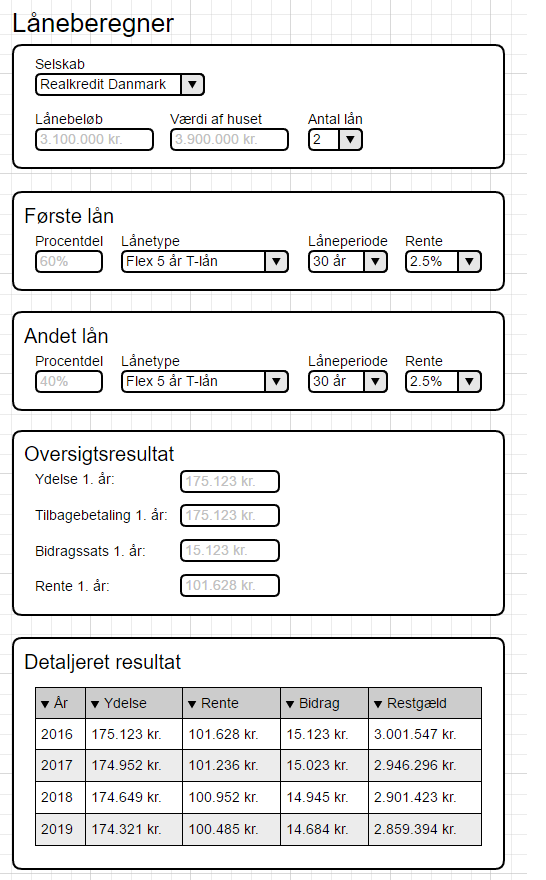 Låneberegner
Selskab
Realkredit Danmark
Lånebeløb Værdi af huset Antal lån
3.100.000 kr. 3.900.000 kr. 2
Første lån
Procentdel Lånetype Låneperiode Rente
60% Flex 5 år T-lån 30 år 2.5%
Andet lån
Procentdel Lånetype Låneperiode Rente
40% Flex 5 år T-lån 30 år 2.5%
Oversigtsresultat
Ydelse 1. år: 175.123 kr.
Tilbagebetaling 1. år: 175.123 kr.
Bidragssats 1. år: 15.123 kr.
Rente 1. år: 101.628 kr.
Detaljeret resultat
År Ydelse Rente Bidrag Restgæld
2016 175.123 kr. 101.628 kr. 15.123 kr. 3.001.547 kr.
2017 174.952 kr. 101.236 kr. 15.023 kr. 2.946.296 kr.
2018 174.649 kr. 100.952 kr. 14.945 kr. 2.901.423 kr.
2019 174.321 kr. 100.485 kr. 14.684 kr. 2.859.394 kr.